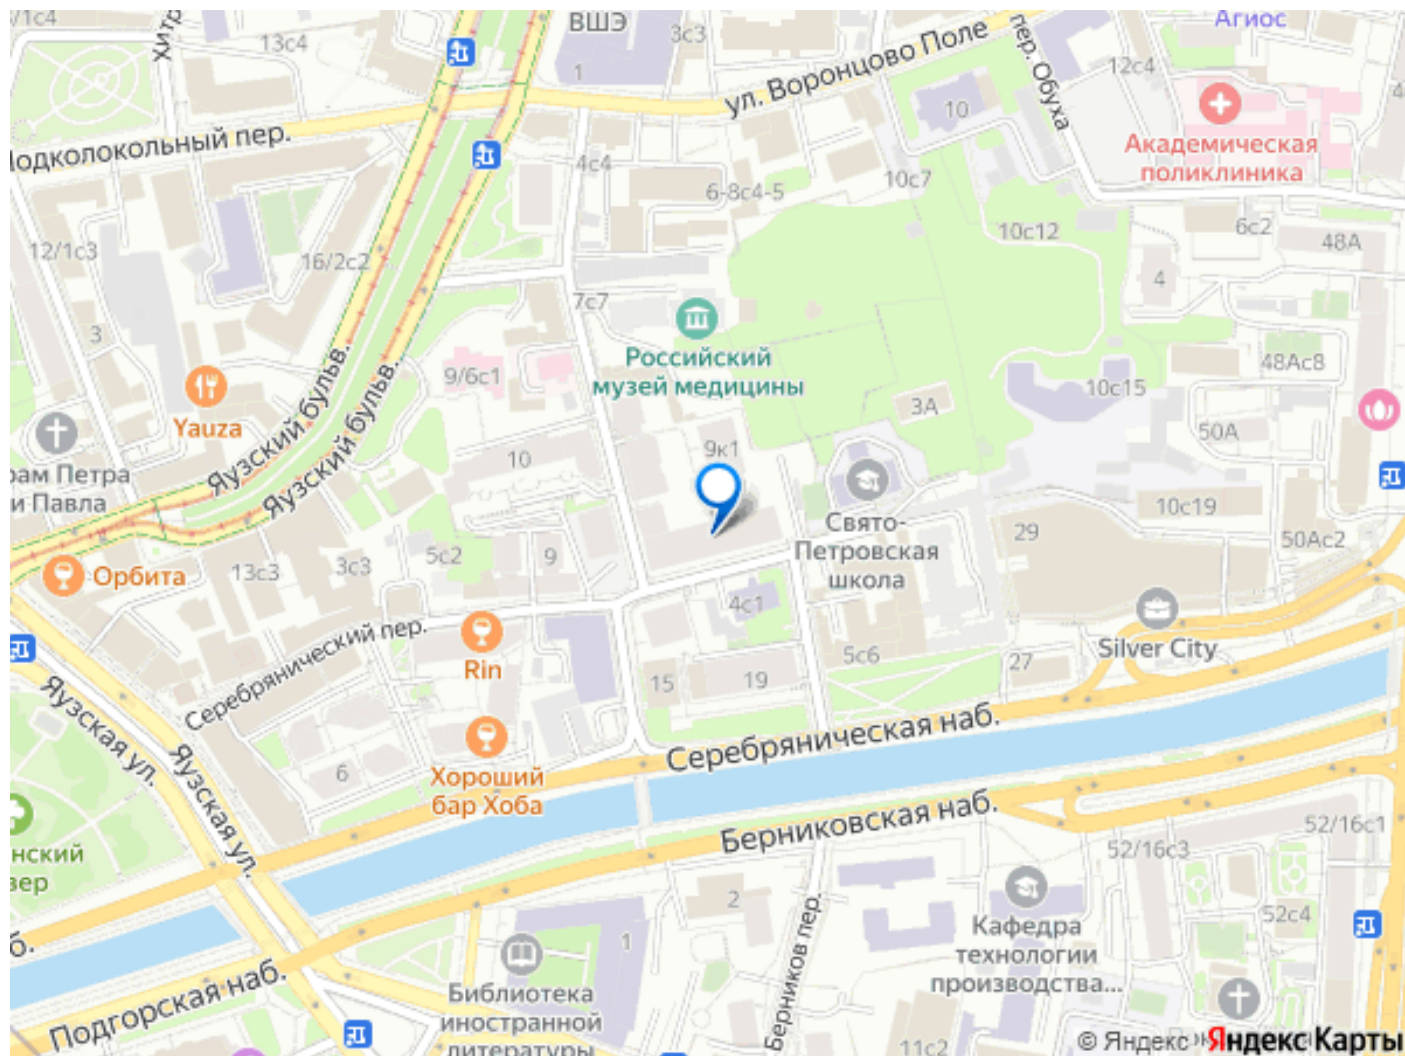 /1с4
Хитр
13с4
ВШЭ
1
3с3
ул. Воронцово Поле
пер. Обуха
Агиос
12с4
10
Академическая
поликлиника
Подколокольный пер.
4с4
6-8с4-5
10с7
10с12
6с2
48А
12/1с3
16/2с2
4
7с7
3
Российский
музей медицины
9/6с1
48Ас8
10с15
3А
Yauza
Яузский бульв.
Яузский бульв.
50А
рам Петра
и Павла
10
9к1
10с19
Свято-
Петровская
школа
29
50Ас2
Орбита
13с3
3с3
5с2
9
4с1
Silver City
Серебрянический пер.
Rin
15
19
5с6
27
Яузская ул.
Яузская ул.
Серебряническая наб.
6
Хороший
бар Хоба
Берниковская наб.
52/16с1
52/16с3
нский
вер
2
52с4
б.
1
Кафедра
технологии
производства...
Берников пер.
Библиотека
иностранной
литературы
Подгорская наб.
11с2
© Яндекс
Яндекс Карты